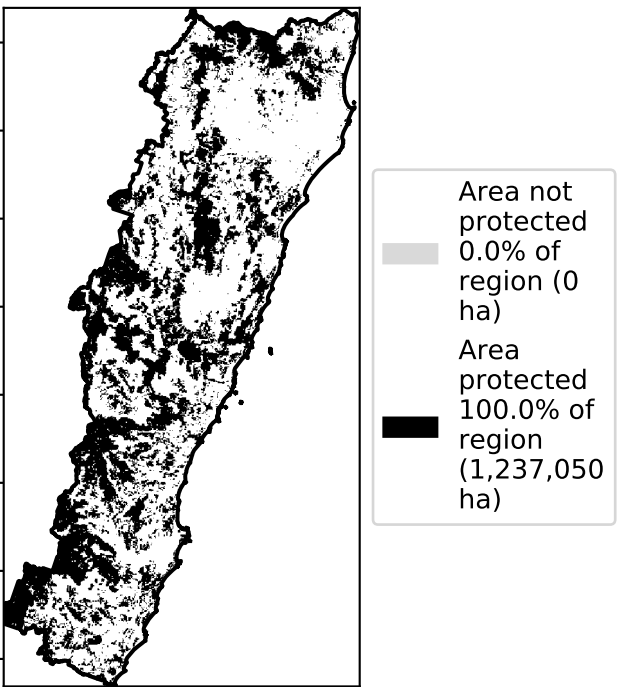 Area not
protected
0.0% of
region (0
ha)
Area
protected
100.0% of
region
(1,237,050
ha)